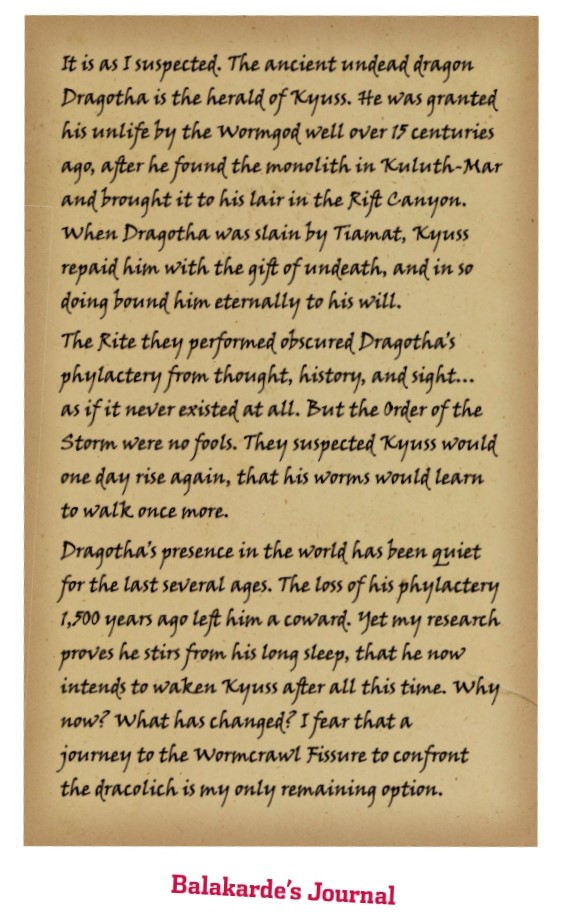 It is as I suspected. The ancient undead dragon
Dragotha is the herald of Kyuss. He was granted
his unlife by the Wormgod well over 15 centuries
ago, after he found the monolith in Kuluth-Mar
and brought it to his lair in the Rift Canyon.
When Dragotha was slain by Tiamat, Kyuss
repaid him with the gift of undeath, and in so
doing bound him eternally to his will.
The Rite they performed obscured Dragotha's
phylactery from thought, history, and sight...
as if it never existed at all. But the Order of the
Storm were no fools. They suspected Kyuss would
one day rise again, that his worms would learn
to walk once more.
Dragotha's presence in the world has been quiet
for the last several ages. The loss of his phylactery
1,500 years ago left him a coward. Yet my research
proves he stirs from his long sleep, that he now
intends to waken Kyuss after all this time. Why
now? What has changed? I fear that a
journey to the Wormcrawl Fissure to confront
the dracolich is my only remaining option.
Balakarde's Journal